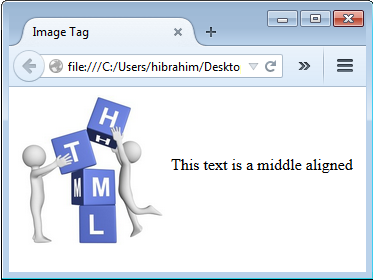 Image Tag
file:///C:/Users/hibrahim/Deskto
H
H
T
M M
L
This text is a middle aligned